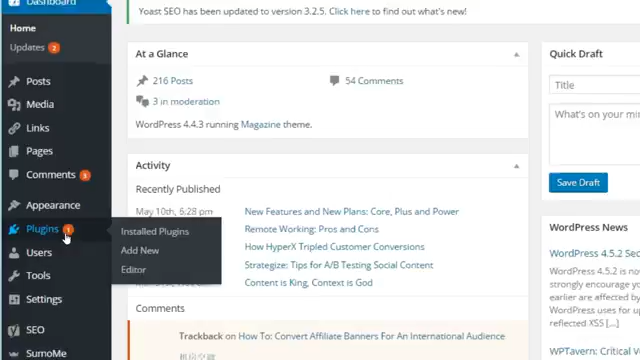 Dashboard
Home
Updates 2
Posts
Media
Links
Pages
Comments
Appearance
Plugins 1
Users
Tools
Settings
SEO
SumoMe
Installed Plugins
Add New
Editor
Yoast SEO has been updated to version 3.2.5. Click here to find out what's new!
At a Glance
216 Posts
54 Comments
3 in moderation
WordPress 4.4.3 running Magazine theme.
Activity
Recently Published
May 10th, 6:28 pm New Features and New Plans: Core, Plus and Power
Remote Working: Pros and Cons
How HyperX Tripled Customer Conversions
Strategize: Tips for A/B Testing Social Content
Content is King, Context is God
Comments
Trackback on How To: Convert Affiliate Banners For An International Audience
Quick Draft
Title
What's on your mi
Save Draft
WordPress News
WordPress 4.5.2 Sec
WordPress 4.5.2 is now
strongly encourage yo
earlier are affected by
WordPress uses for up
reflected XSS […]
WPTavern: Critical V